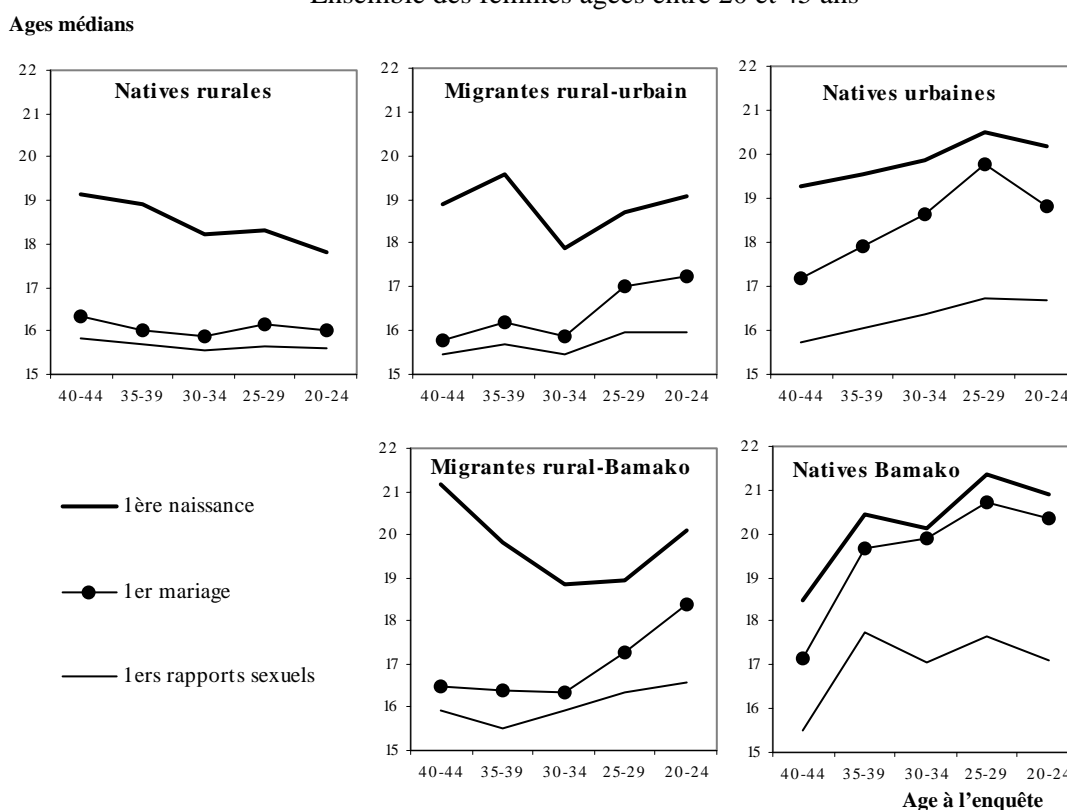 Ensemble des femmes âgées entre 20 et 45 ans
Ages médians
Natives rurales
22
21
20
19
18
17
16
15
40-44 35-39 30-34 25-29 20-24
Migrantes rural-urbain
22
21
20
19
18
17
16
15
40-44 35-39 30-34 25-29 20-24
Natives urbaines
22
21
20
19
18
17
16
15
40-44 35-39 30-34 25-29 20-24
1ère naissance
1er mariage
1ers rapports sexuels
Migrantes rural-Bamako
22
21
20
19
18
17
16
15
40-44 35-39 30-34 25-29 20-24
Natives Bamako
22
21
20
19
18
17
16
15
40-44 35-39 30-34 25-29 20-24
Age à l'enquête